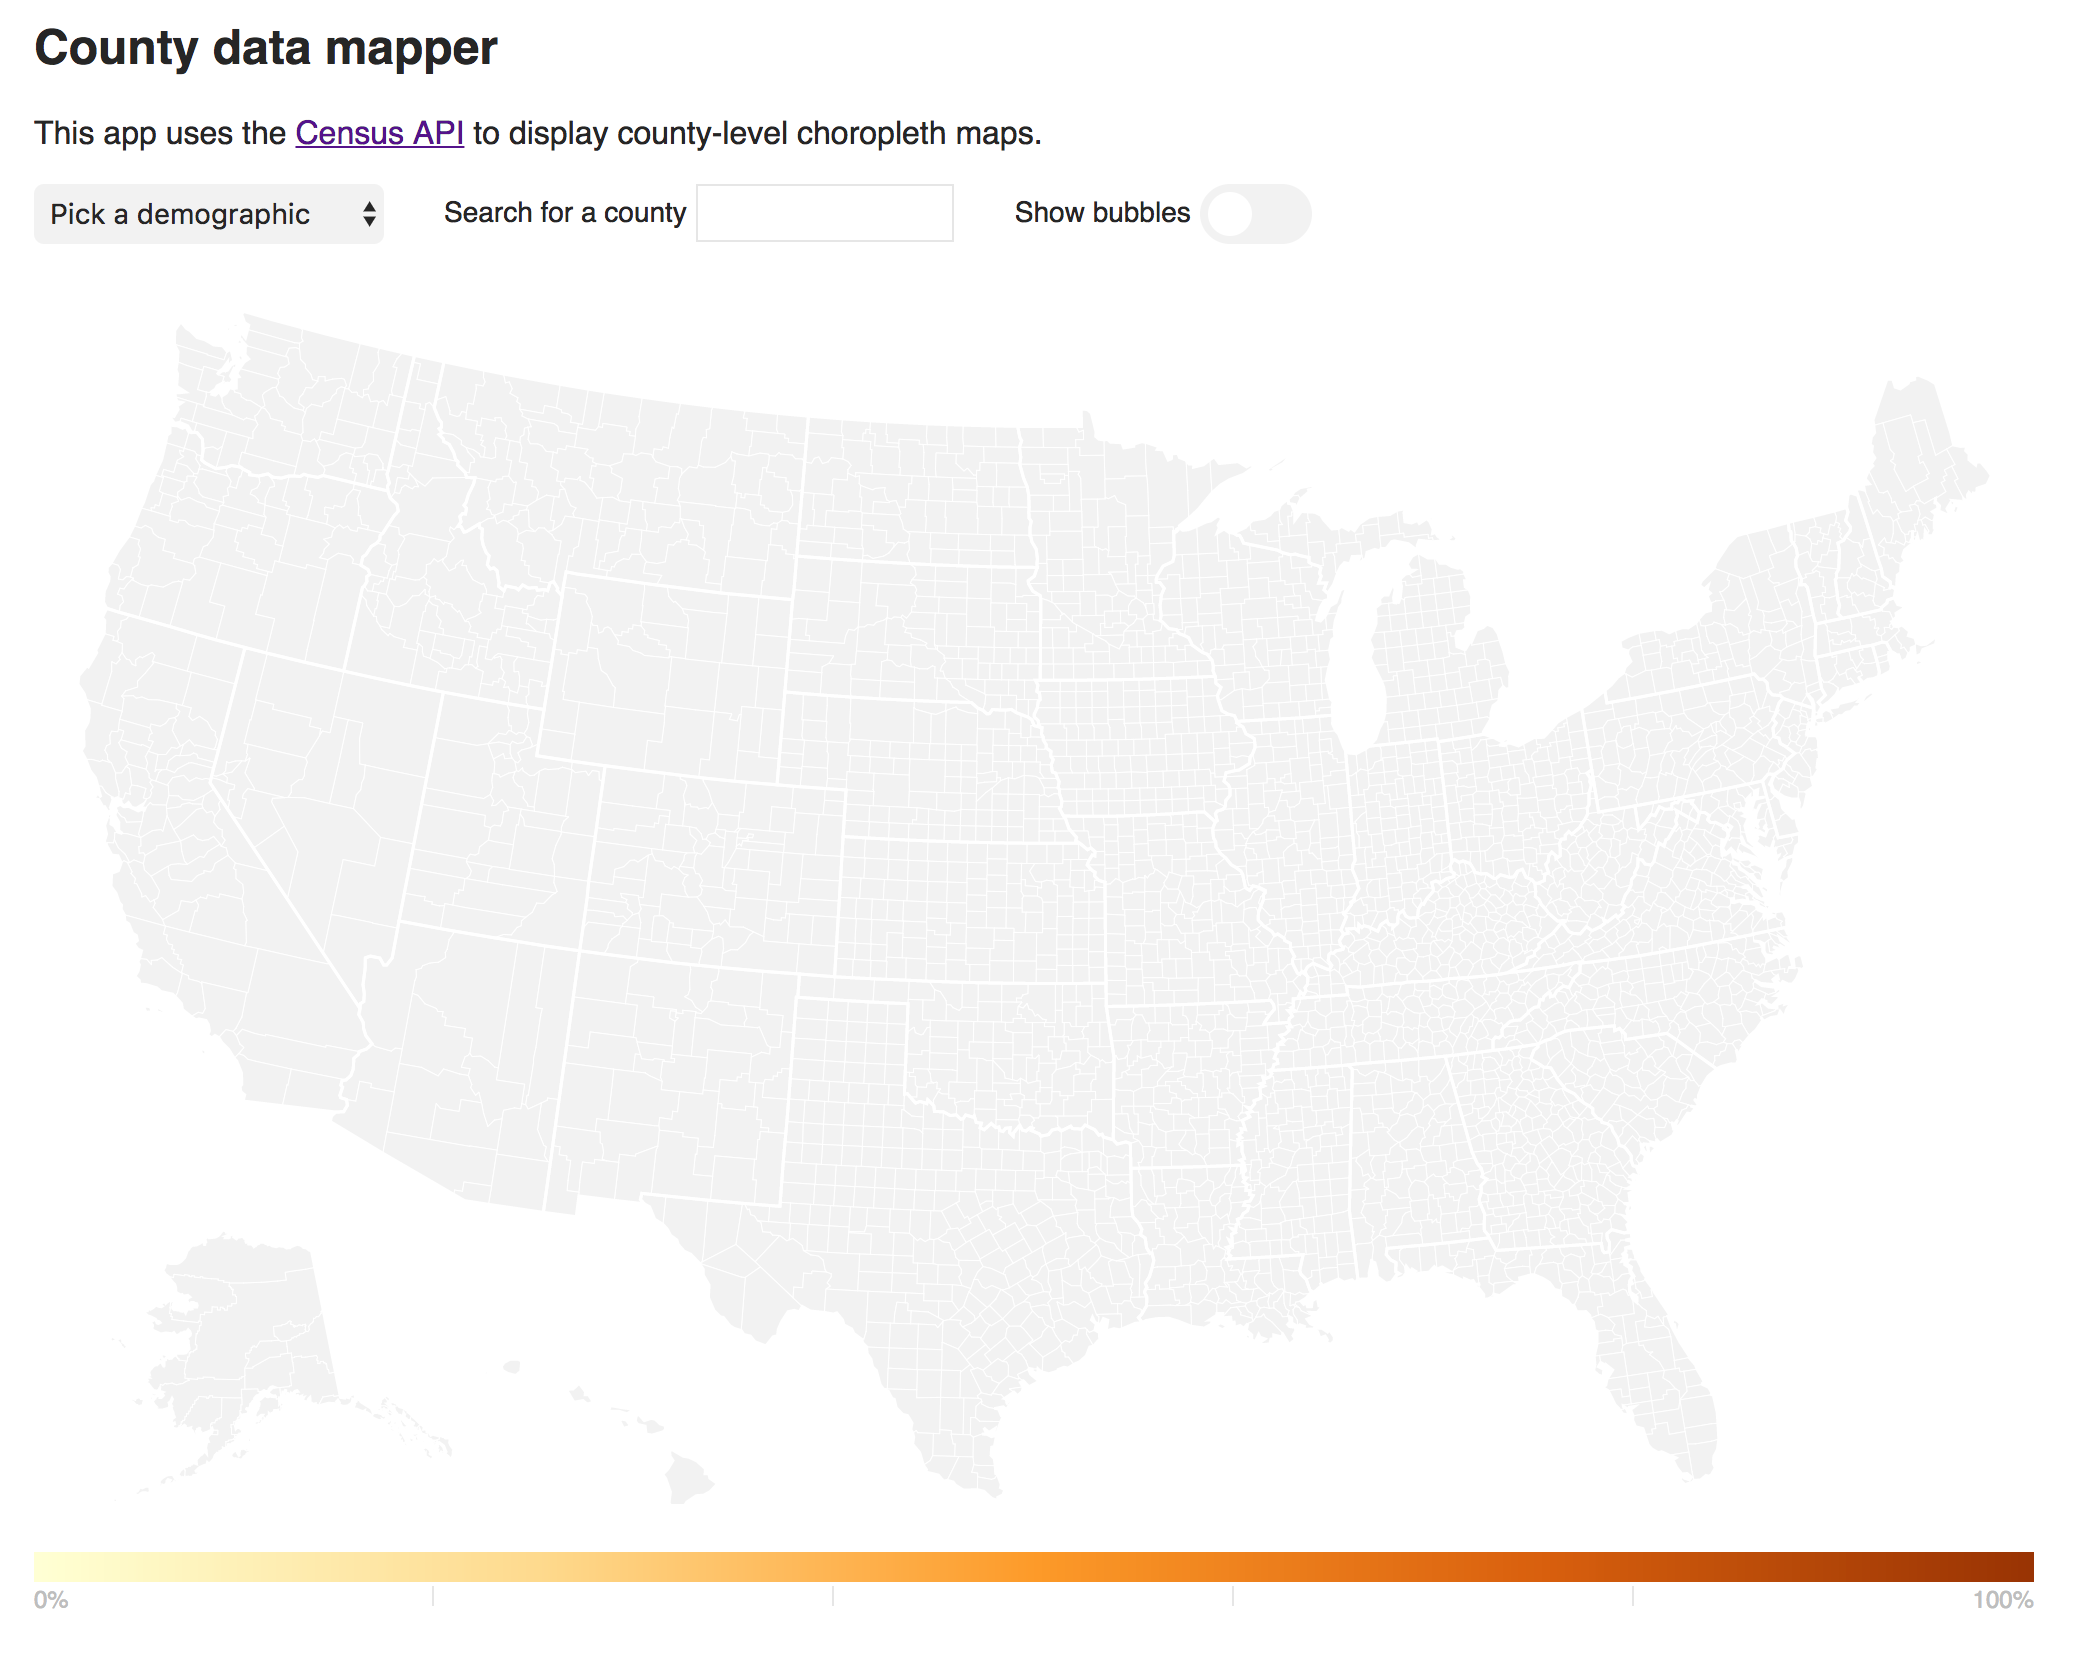 County data mapper
This app uses the Census API to display county-level choropleth maps.
Pick a demographic Search for a county Show bubbles
0% 100%